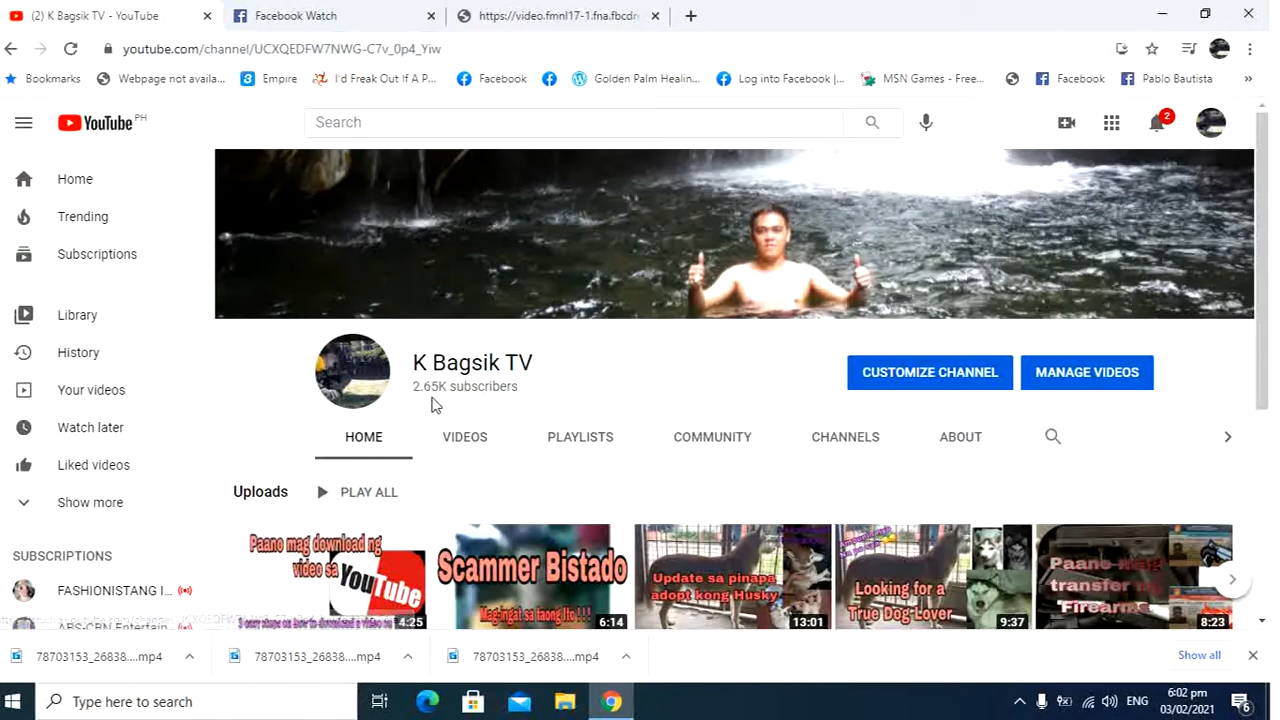 (2) K Bagsik TV - YouTube
Facebook Watch
https://video.fmnl17-1.fna.fbcdn
youtube.com/channel/UCXQEDFW7NWG-C7v_0p4_Yiw
Bookmarks
Webpage not availa...
Empire
I'd Freak Out If A P...
Facebook
Golden Palm Healin...
Log into Facebook |...
MSN Games - Free...
Facebook
Pablo Bautista
YouTube PH
Search
2
Home
Trending
Subscriptions
Library
History
Your videos
Watch later
Liked videos
Show more
SUBSCRIPTIONS
FASHIONISTANG I...
ABS-CBN Entertain...
K Bagsik TV
2.65K subscribers
CUSTOMIZE CHANNEL
MANAGE VIDEOS
HOME
VIDEOS
PLAYLISTS
COMMUNITY
CHANNELS
ABOUT
Uploads
PLAY ALL
Paano mag download ng
video sa
YouTube
4:25
Scammer Bistado
Mag-ingat sa taong Ito !!!
6:14
Update sa pinapa
adopt kong Husky
13:01
Looking for a
True Dog Lover
9:37
Paano mag
transfer ng
Firearm
8:23
78703153_26838....mp4
78703153_26838....mp4
78703153_26838....mp4
Show all
Type here to search
ENG
6:02 pm
03/02/2021
6